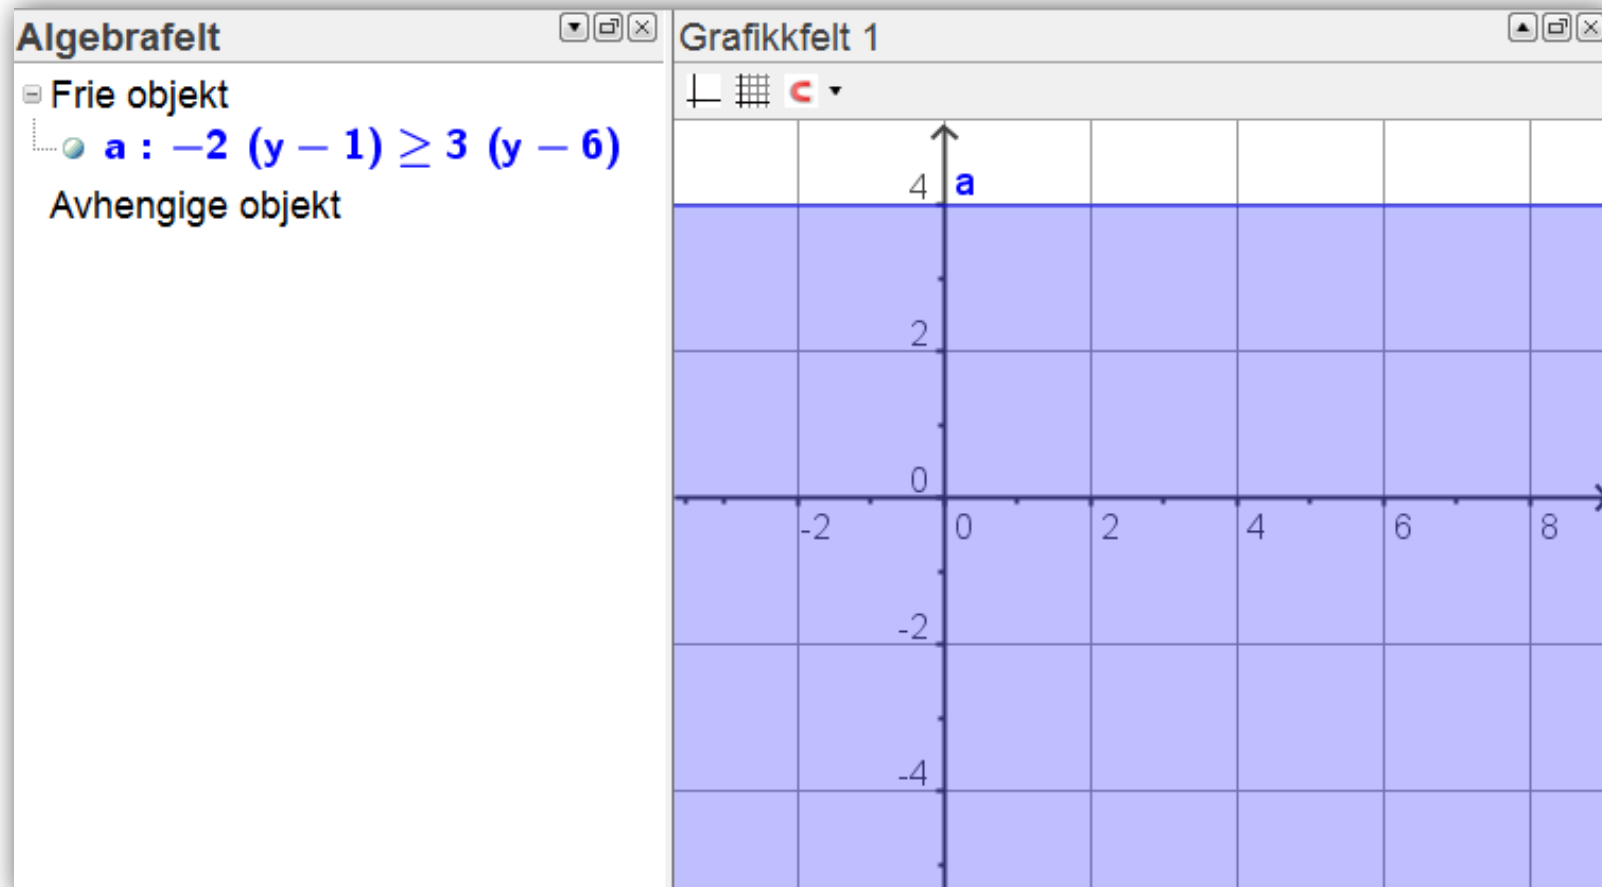 Algebrafelt
Frie objekt
a : −2 (y − 1) ≥ 3 (y − 6)
Avhengige objekt
Grafikkfelt 1
4 a
2
0
-2 0 2 4 6 8
-2
-4